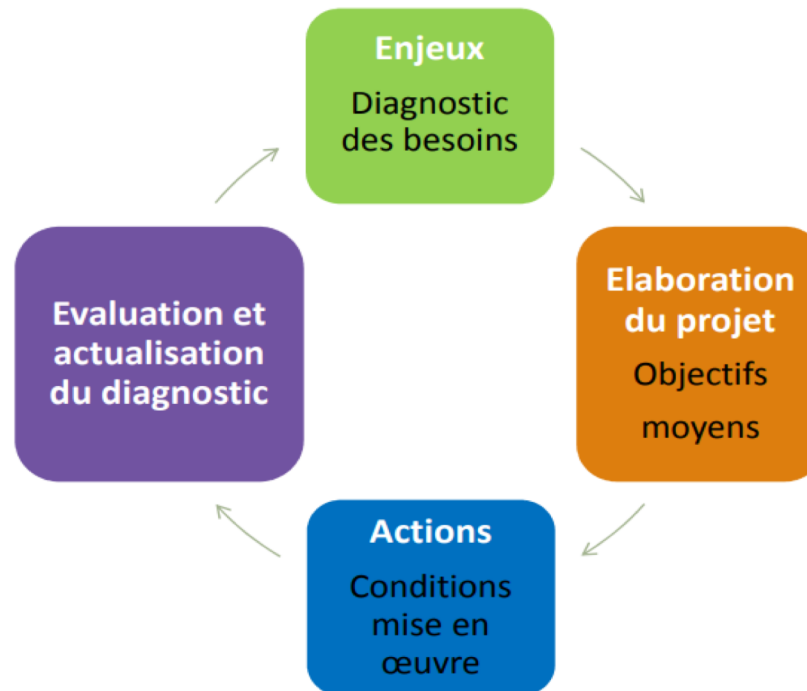 Enjeux
Diagnostic
des besoins
Elaboration
du projet
Objectifs
moyens
Evaluation et
actualisation
du diagnostic
Actions
Conditions
mise en
œuvre